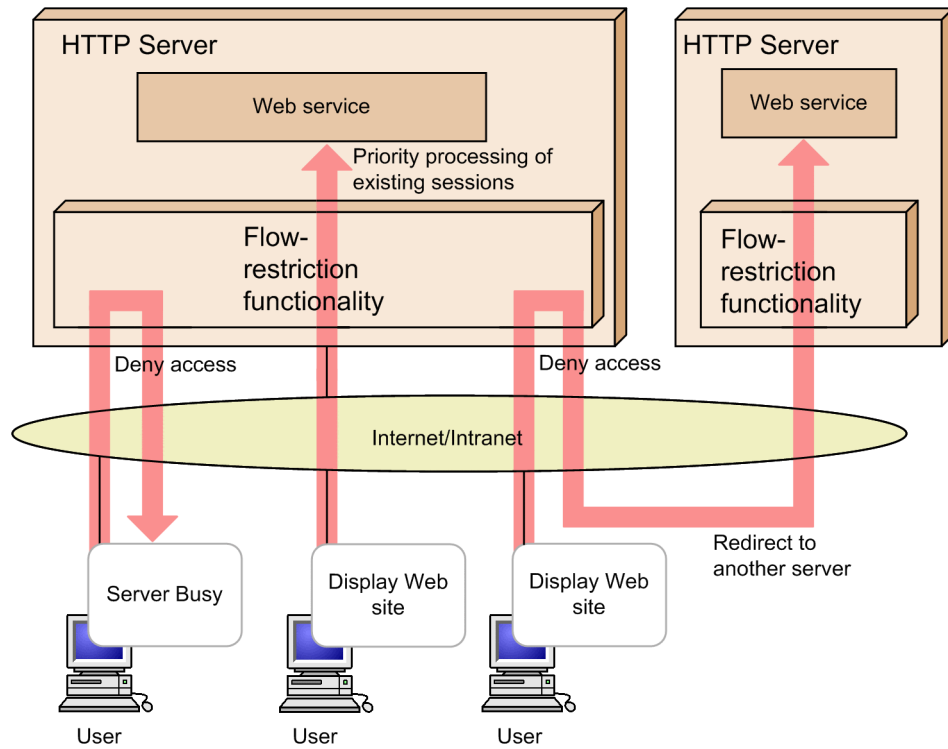 HTTP Server
Web service
Priority processing of
existing sessions
Flow-
restriction
functionality
Deny access
Deny access
HTTP Server
Web service
Flow-
restriction
functionality
Internet/Intranet
Redirect to
another server
Server Busy
Display Web
site
Display Web
site
User
User
User